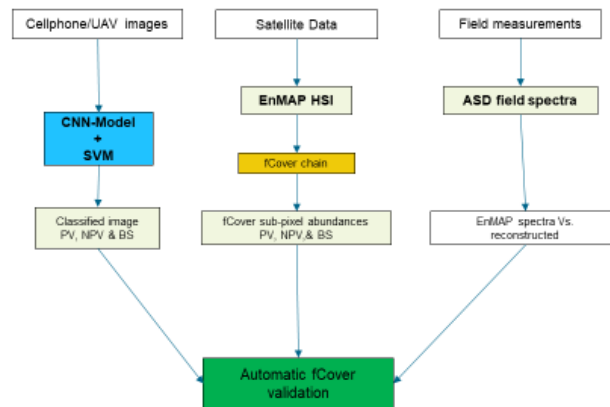 Cellphone/UAV images
Satellite Data
Field measurements
EnMAP HSI
ASD field spectra
CNN-Model
+
SVM
fCover chain
Classified image
PV, NPV & BS
fCover sub-pixel abundances
PV, NPV,& BS
EnMAP spectra Vs.
reconstructed
Automatic fCover
validation